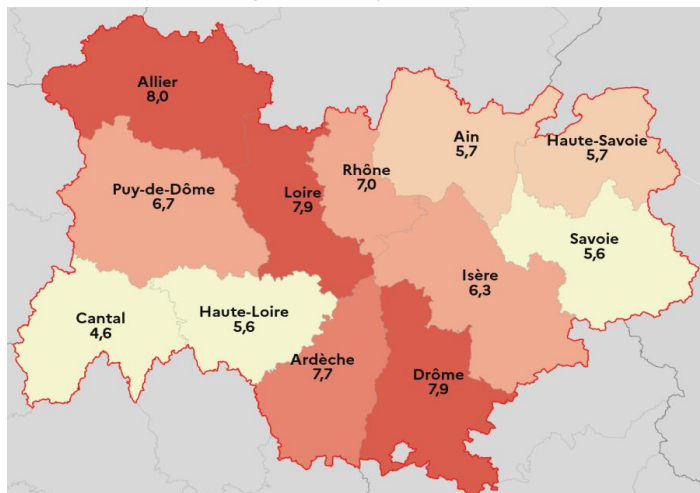 Allier
8,0
Ain
5,7
Haute-Savoie
5,7
Rhône
7,0
Puy-de-Dôme
6,7
Loire
7,9
Savoie
5,6
Isère
6,3
Cantal
4,6
Haute-Loire
5,6
Ardèche
7,7
Drôme
7,9